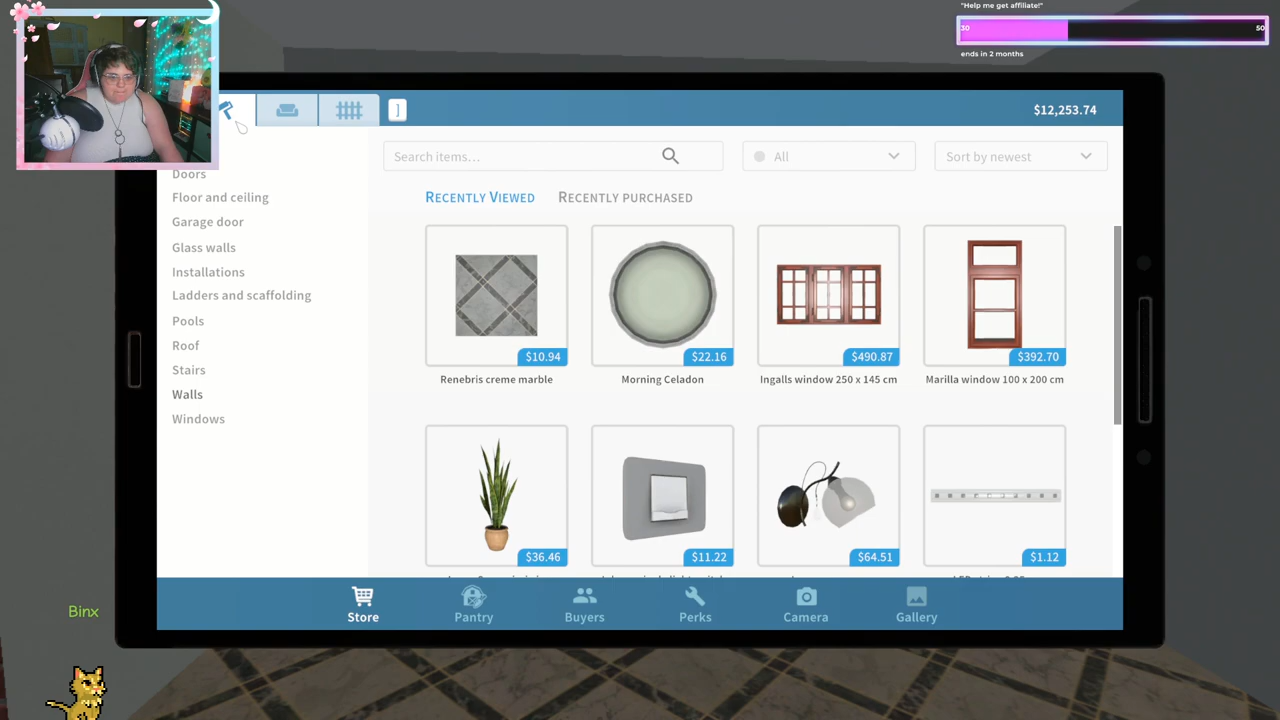 "Help me get affiliate!"
30 50
ends in 2 months
]
$12,253.74
Search items...
All
Sort by newest
Doors
Floor and ceiling
Garage door
Glass walls
Installations
Ladders and scaffolding
Pools
Roof
Stairs
Walls
Windows
RECENTLY VIEWED
RECENTLY PURCHASED
$10.94
$22.16
$490.87
$392.70
Renebris creme marble
Morning Celadon
Ingalls window 250 x 145 cm
Marilla window 100 x 200 cm
$36.46
$11.22
$64.51
$1.12
Binx
Store
Pantry
Buyers
Perks
Camera
Gallery